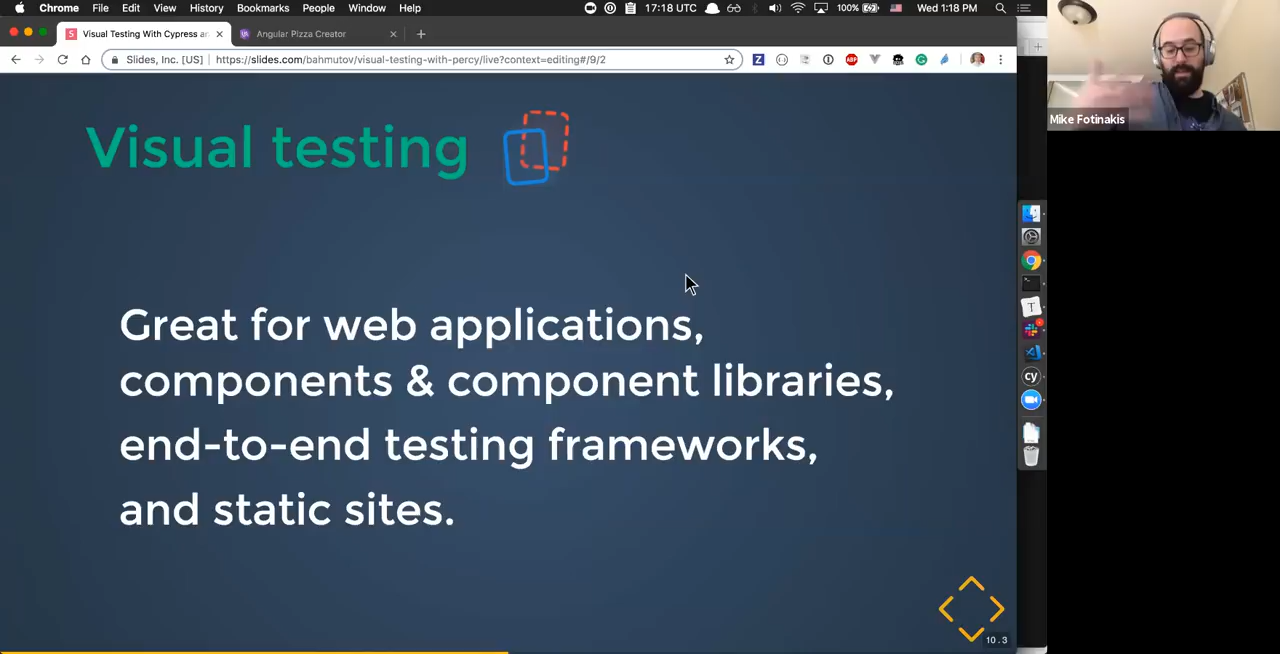 Chrome File Edit View History Bookmarks People Window Help 17:18 UTC 100% Wed 1:18 PM
Visual Testing With Cypress an
Angular Pizza Creator
Slides, Inc. [US] https://slides.com/bahmutov/visual-testing-with-percy/live?context=editing#/9/2
ABP
Mike Fotinakis
Visual testing
Great for web applications,
components & component libraries,
end-to-end testing frameworks,
and static sites.
T
cy
10.3